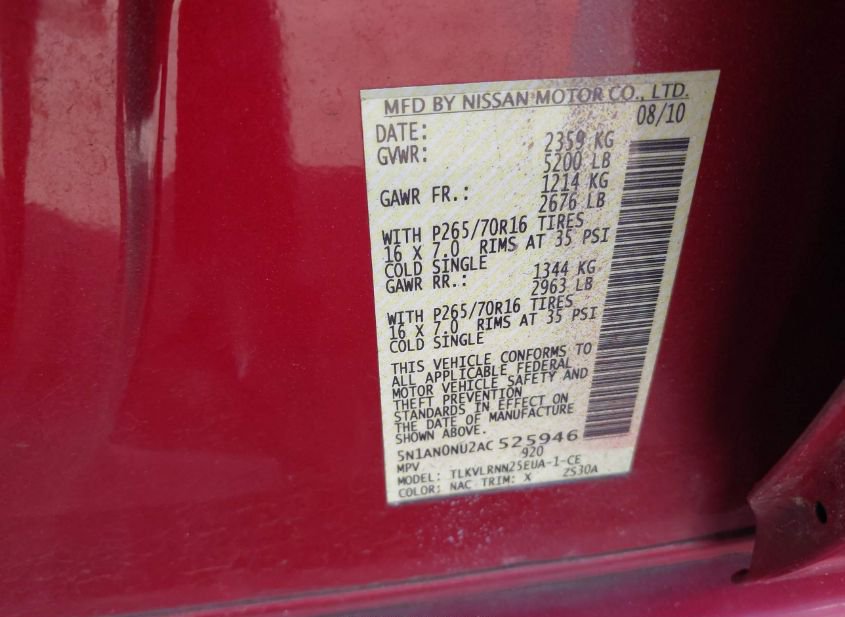 MFD BY NISSAN MOTOR CO., LTD.
DATE: 08/10
GVWR: 2359 KG
5200 LB
GAWR FR.: 1214 KG
2676 LB
WITH P265/70R16 TIRES
16 X 7.0 RIMS AT 35 PSI
COLD SINGLE
GAWR RR.: 1344 KG
2963 LB
WITH P265/70R16 TIRES
16 X 7.0 RIMS AT 35 PSI
COLD SINGLE
THIS VEHICLE CONFORMS TO
ALL APPLICABLE FEDERAL
MOTOR VEHICLE SAFETY AND
THEFT PREVENTION
STANDARDS IN EFFECT ON
THE DATE OF MANUFACTURE
SHOWN ABOVE.
5N1AN0NU2AC 525946
MPV 920
MODEL: TLKVLRNN25EUA-1-CE
COLOR: NAC TRIM: X ZS30A